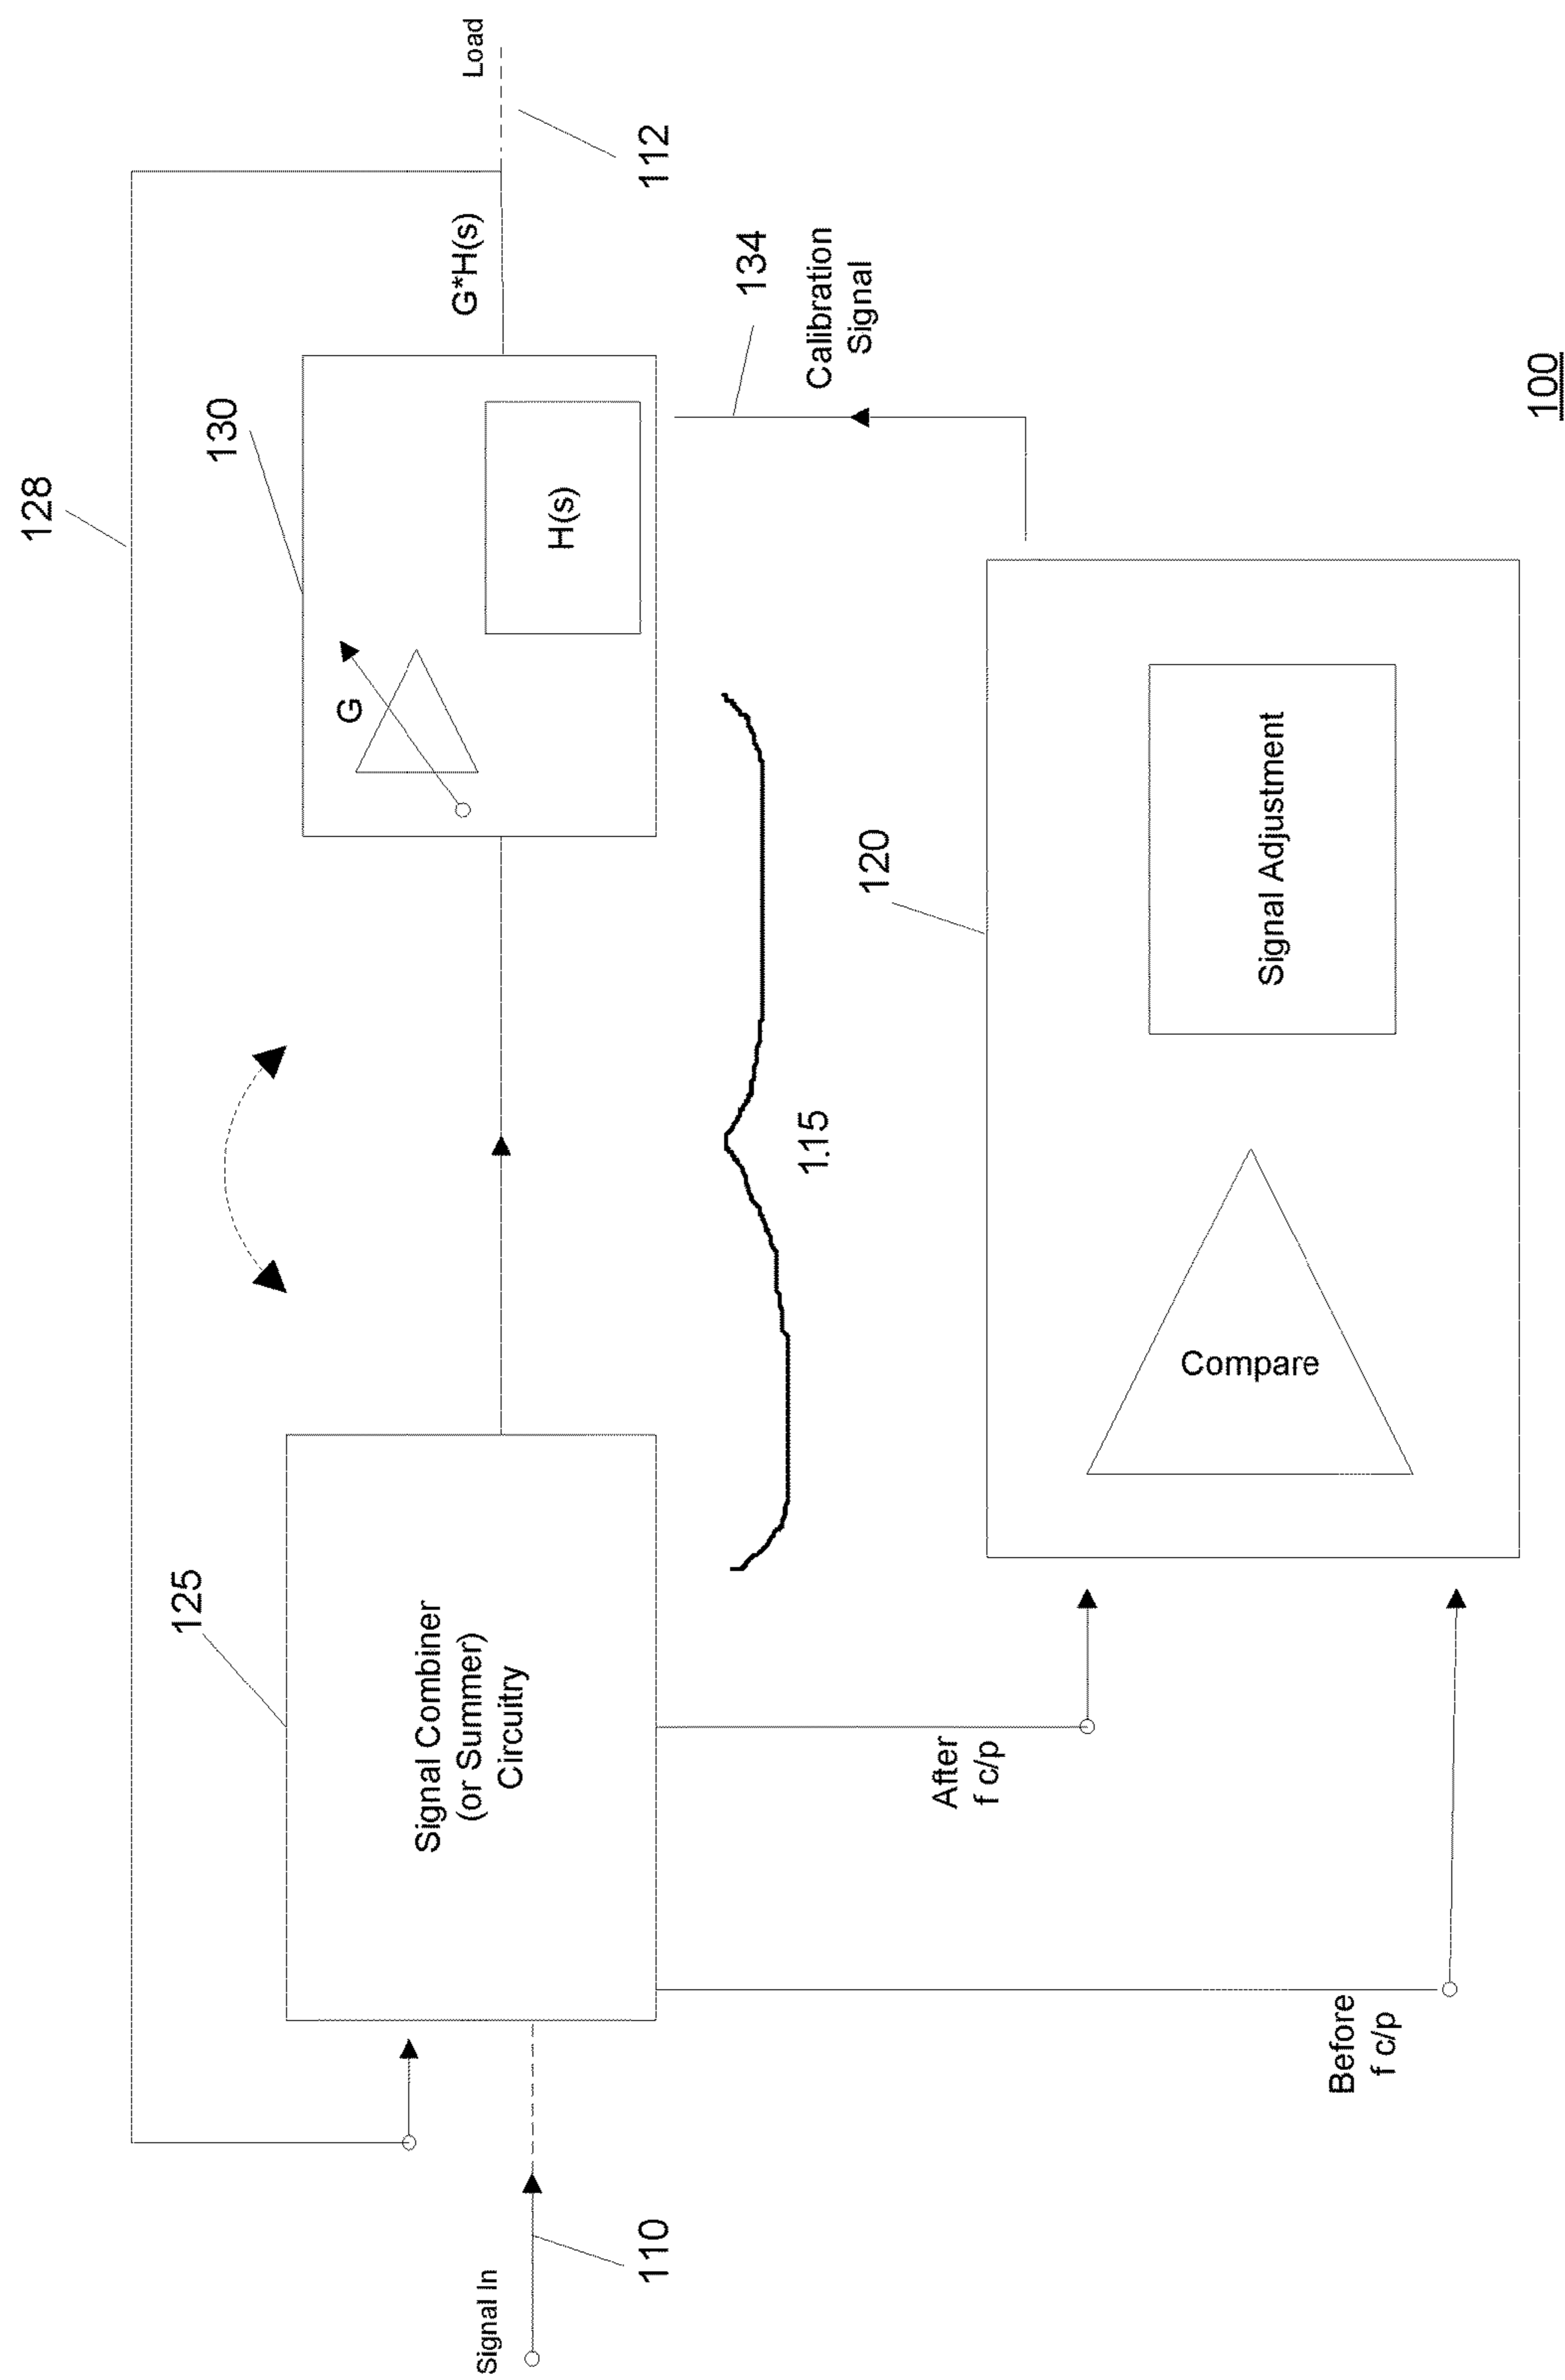 128
130
G
H(s)
G*H(s)
Load
112
125
Signal Combiner
(or Summer)
Circuitry
Signal In
110
1.15
134
Calibration
Signal
After
f c/p
Before
f c/p
120
Compare
Signal Adjustment
100